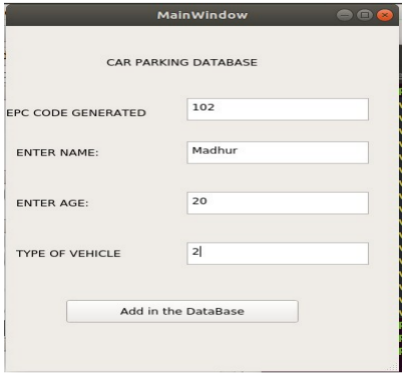 MainWindow
CAR PARKING DATABASE
EPC CODE GENERATED 102
ENTER NAME: Madhur
ENTER AGE: 20
TYPE OF VEHICLE 2
Add in the DataBase